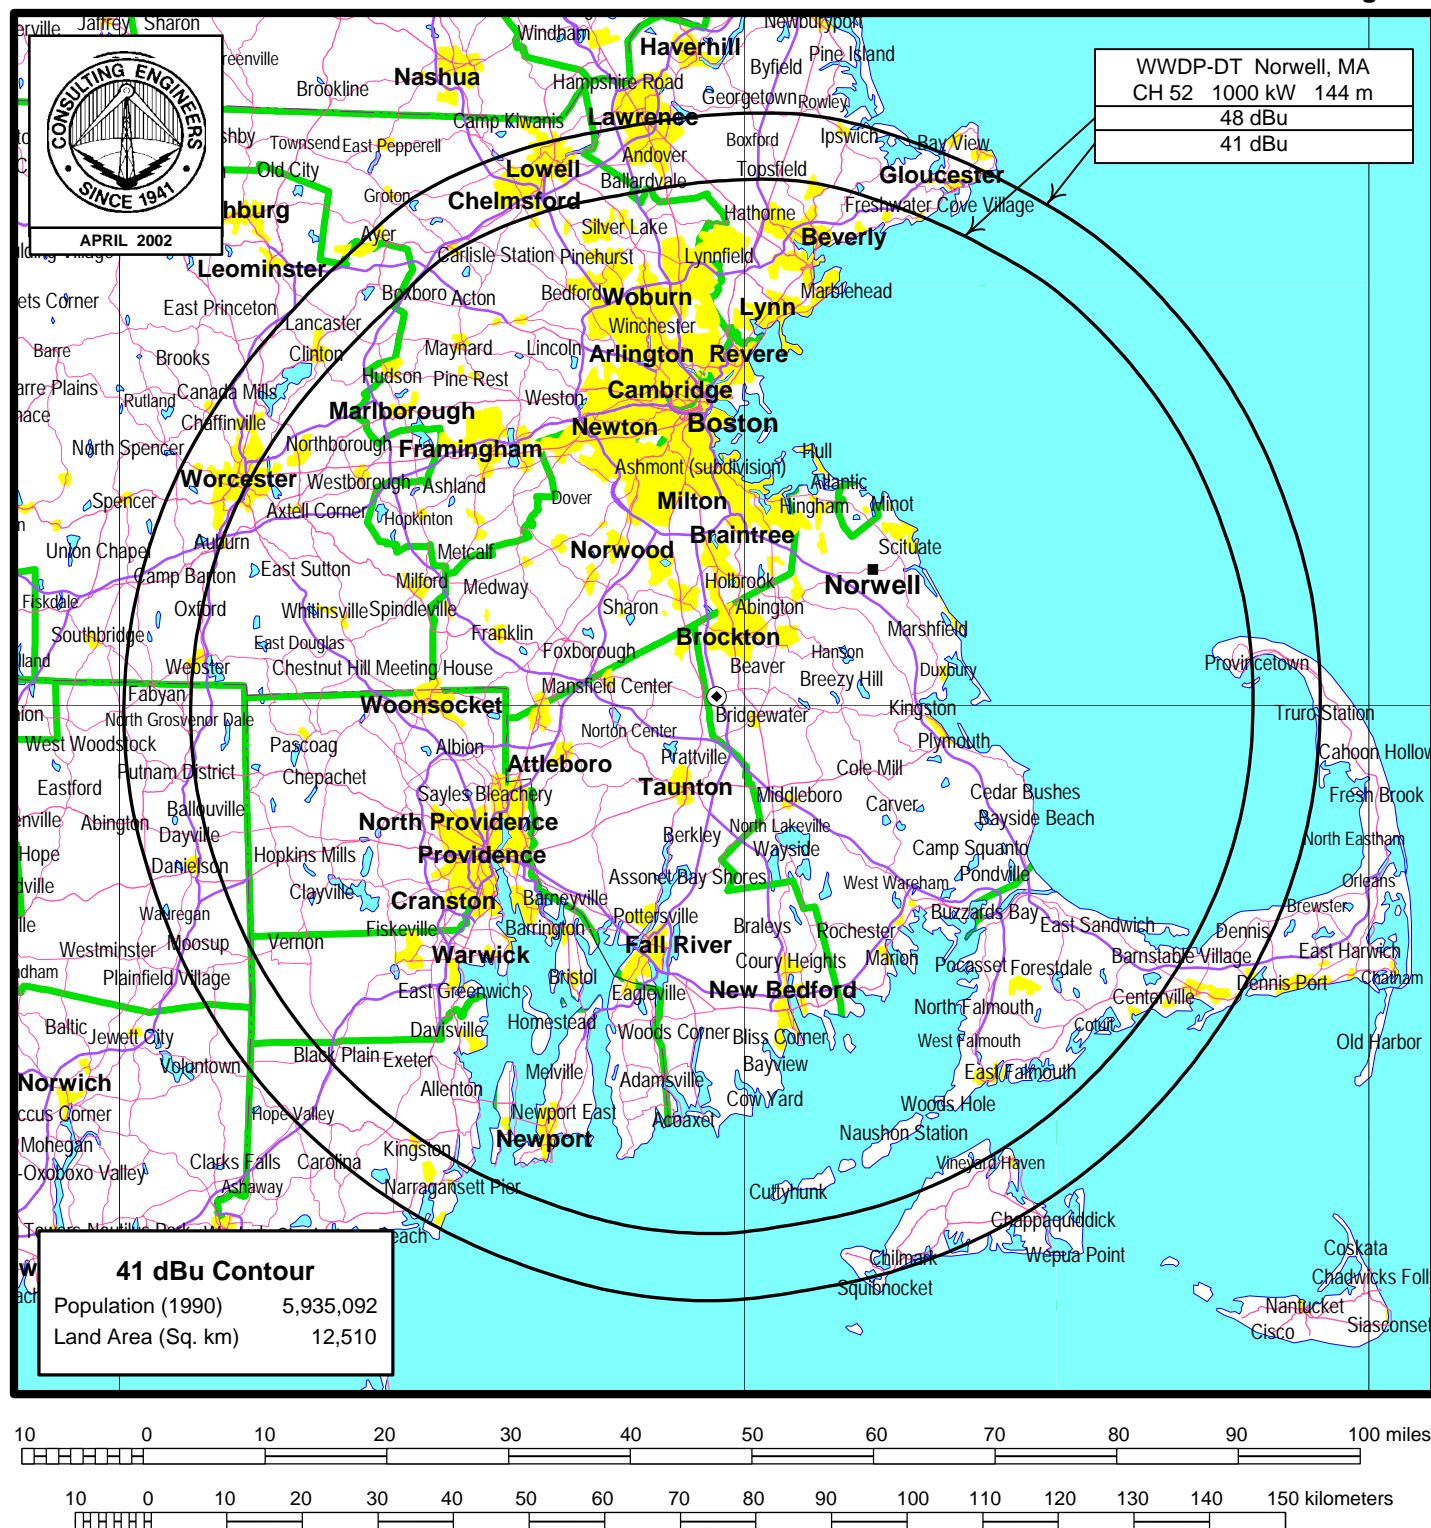 Jaffrey
Sharon
Windham
Newburyport
Haverhill
Pine Island
Byfield
Nashua
Brookline
Hampshire Road
Georgetown
Rowley
WWDP-DT Norwell, MA
CH 52 1000 kW 144 m
48 dBu
41 dBu
CONSULTING ENGINEERS
SINCE 1941
APRIL 2002
Camp Kiwanis
Lawrence
Ipswich
Bay View
Townsend
East Pepperell
Boxford
Andover
Old City
Lowell
Topsfield
Gloucester
Ballardvale
Groton
Chelmsford
Freshwater Cove Village
hburg
Hathorne
Silver Lake
Ayer
Beverly
Carlisle Station
Pinehurst
Lynnfield
Leominster
Marblehead
ets Corner
Boxboro
Acton
Bedford
Woburn
Lynn
East Princeton
Lancaster
Winchester
Barre
Brooks
Clinton
Maynard
Lincoln
Arlington
Revere
Hudson
Pine Rest
arre Plains
Rutland
Canada Mills
Weston
Cambridge
Marlborough
Chaffinville
Newton
Boston
North Spencer
Northborough
Framingham
Hull
Ashmont (subdivision)
Worcester
Westborough
Ashland
Atlantic
Spencer
Axtell Corner
Hopkinton
Dover
Milton
Hingham
Minot
Braintree
Union Chapel
Auburn
Metcalf
Norwood
Scituate
Camp Barton
East Sutton
Milford
Medway
Holbrook
Norwell
Fiskdale
Oxford
Whitinsville
Spindleville
Sharon
Abington
Southbridge
East Douglas
Franklin
Brockton
Marshfield
Foxborough
Hanson
Webster
Chestnut Hill Meeting House
Beaver
Breezy Hill
Duxbury
Provincetown
Fabyan
Mansfield Center
North Grosvenor Dale
Woonsocket
Bridgewater
Kingston
Truro Station
West Woodstock
Pascoag
Albion
Norton Center
Plymouth
Cahoon Hollow
Putnam District
Chepachet
Attleboro
Prattville
Cole Mill
Eastford
Sayles Bleachery
Taunton
Middleboro
Cedar Bushes
Fresh Brook
Ballouville
Carver
Abington
Dayville
North Providence
Berkley
North Lakeville
Bayside Beach
North Eastham
Hope
Danielson
Hopkins Mills
Providence
Wayside
Camp Squanto
Assonet Bay Shores
West Wareham
Pondville
Orleans
Clayville
Cranston
Barneyville
Wauregan
Pottersville
Buzzards Bay
Brewster
Fiskeville
Barrington
Braleys
Rochester
East Sandwich
Dennis
Westminster
Moosup
Vernon
Warwick
Fall River
Coury Heights
Marion
Barnstable Village
East Harwich
Plainfield Village
Bristol
Pocasset
Forestdale
Dennis Port
Chatham
East Greenwich
Eagleville
New Bedford
North Falmouth
Centerville
Baltic
Jewett City
Davisville
Homestead
Woods Corner
Bliss Corner
West Falmouth
Cotuit
Old Harbor
Voluntown
Black Plain
Exeter
Melville
Adamsville
Bayview
East Falmouth
Norwich
Allenton
Cow Yard
Woods Hole
ccus Corner
Hope Valley
Newport East
Acoaxet
Mohegan
Newport
Naushon Station
-Oxoboxo Valley
Clarks Falls
Carolina
Kingston
Vineyard Haven
Ashaway
Narragansett Pier
Cuttyhunk
Chappaquiddick
each
Chilmark
Wepua Point
Squibnocket
Coskata
Chadwicks Foll
Nantucket
Cisco
Siasconset
41 dBu Contour
Population (1990) 5,935,092
Land Area (Sq. km) 12,510
10 0 10 20 30 40 50 60 70 80 90 100 miles
10 0 10 20 30 40 50 60 70 80 90 100 110 120 130 140 150 kilometers